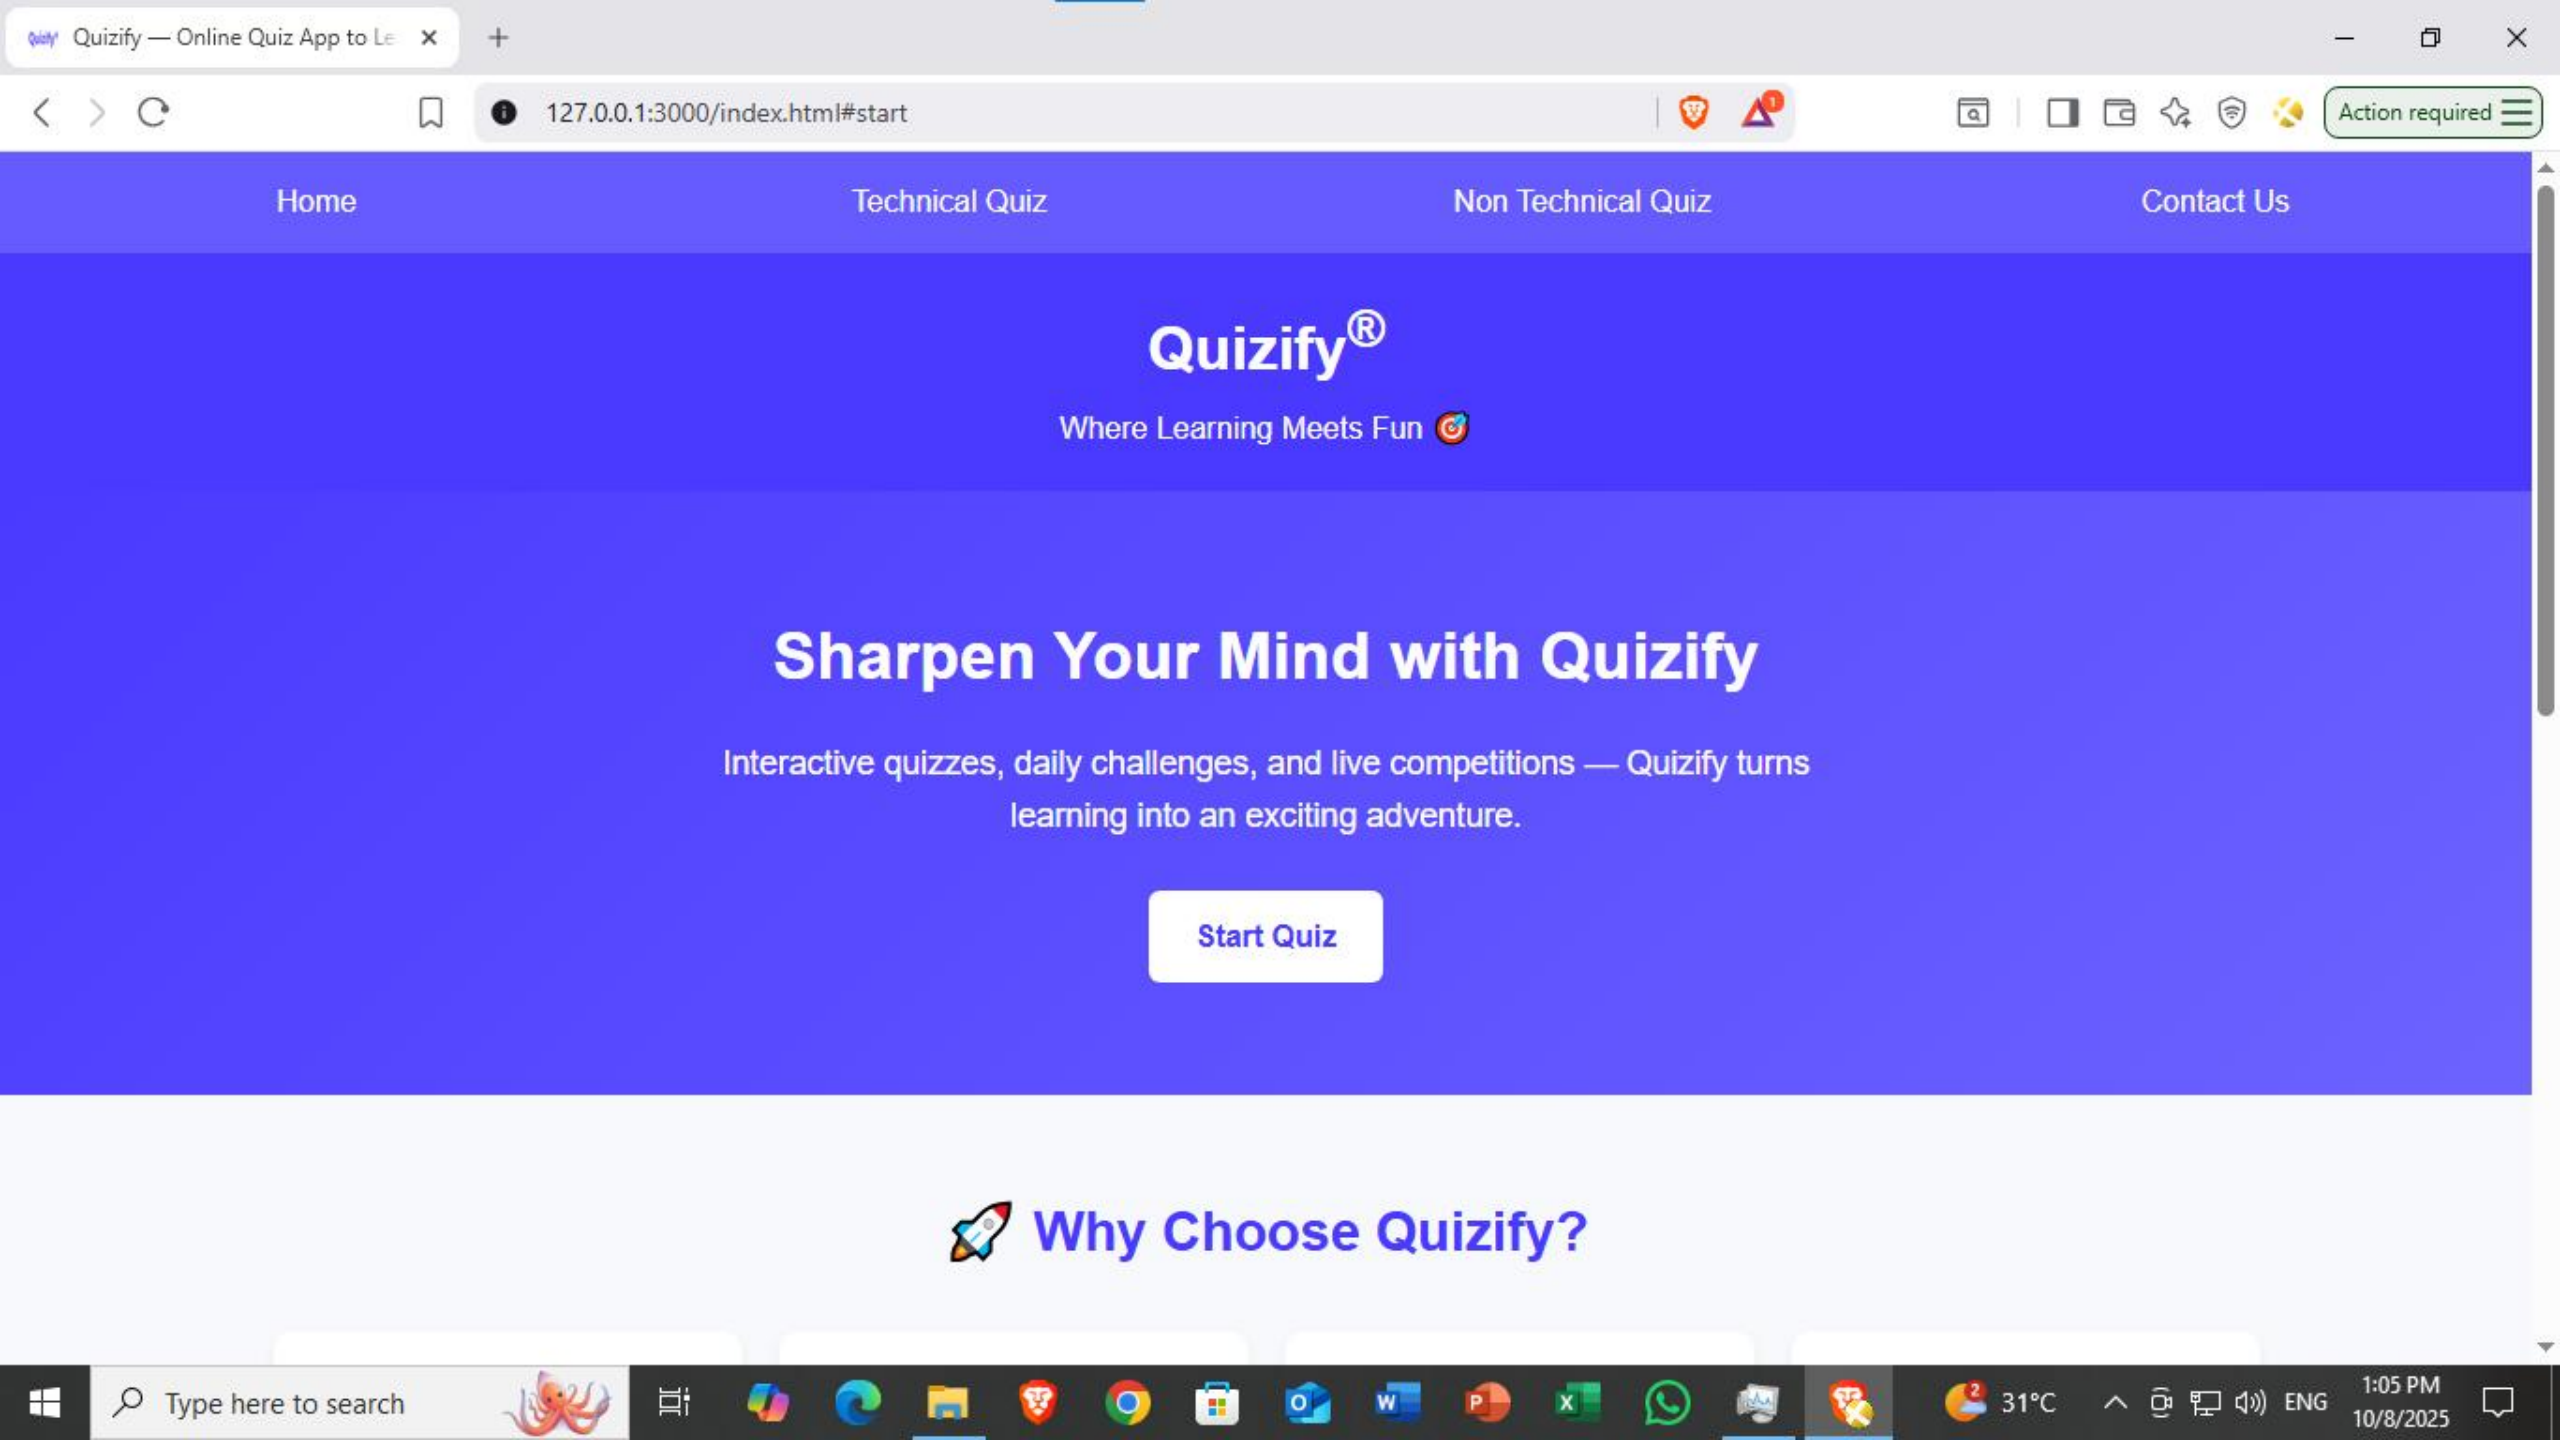 Quizify — Online Quiz App to Le
127.0.0.1:3000/index.html#start
1
Action required
Home
Technical Quiz
Non Technical Quiz
Contact Us
Quizify®
Where Learning Meets Fun
Sharpen Your Mind with Quizify
Interactive quizzes, daily challenges, and live competitions — Quizify turns
learning into an exciting adventure.
Start Quiz
Why Choose Quizify?
Type here to search
2
31°C
ENG
1:05 PM
10/8/2025